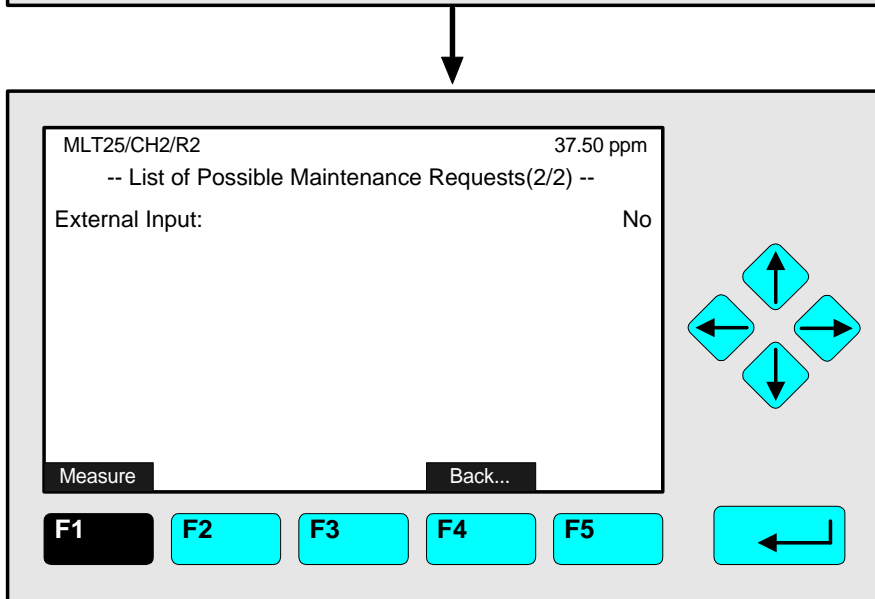 MLT25/CH2/R2 37.50 ppm
-- List of Possible Maintenance Requests(2/2) --
External Input: No
Measure Back...
F1 F2 F3 F4 F5